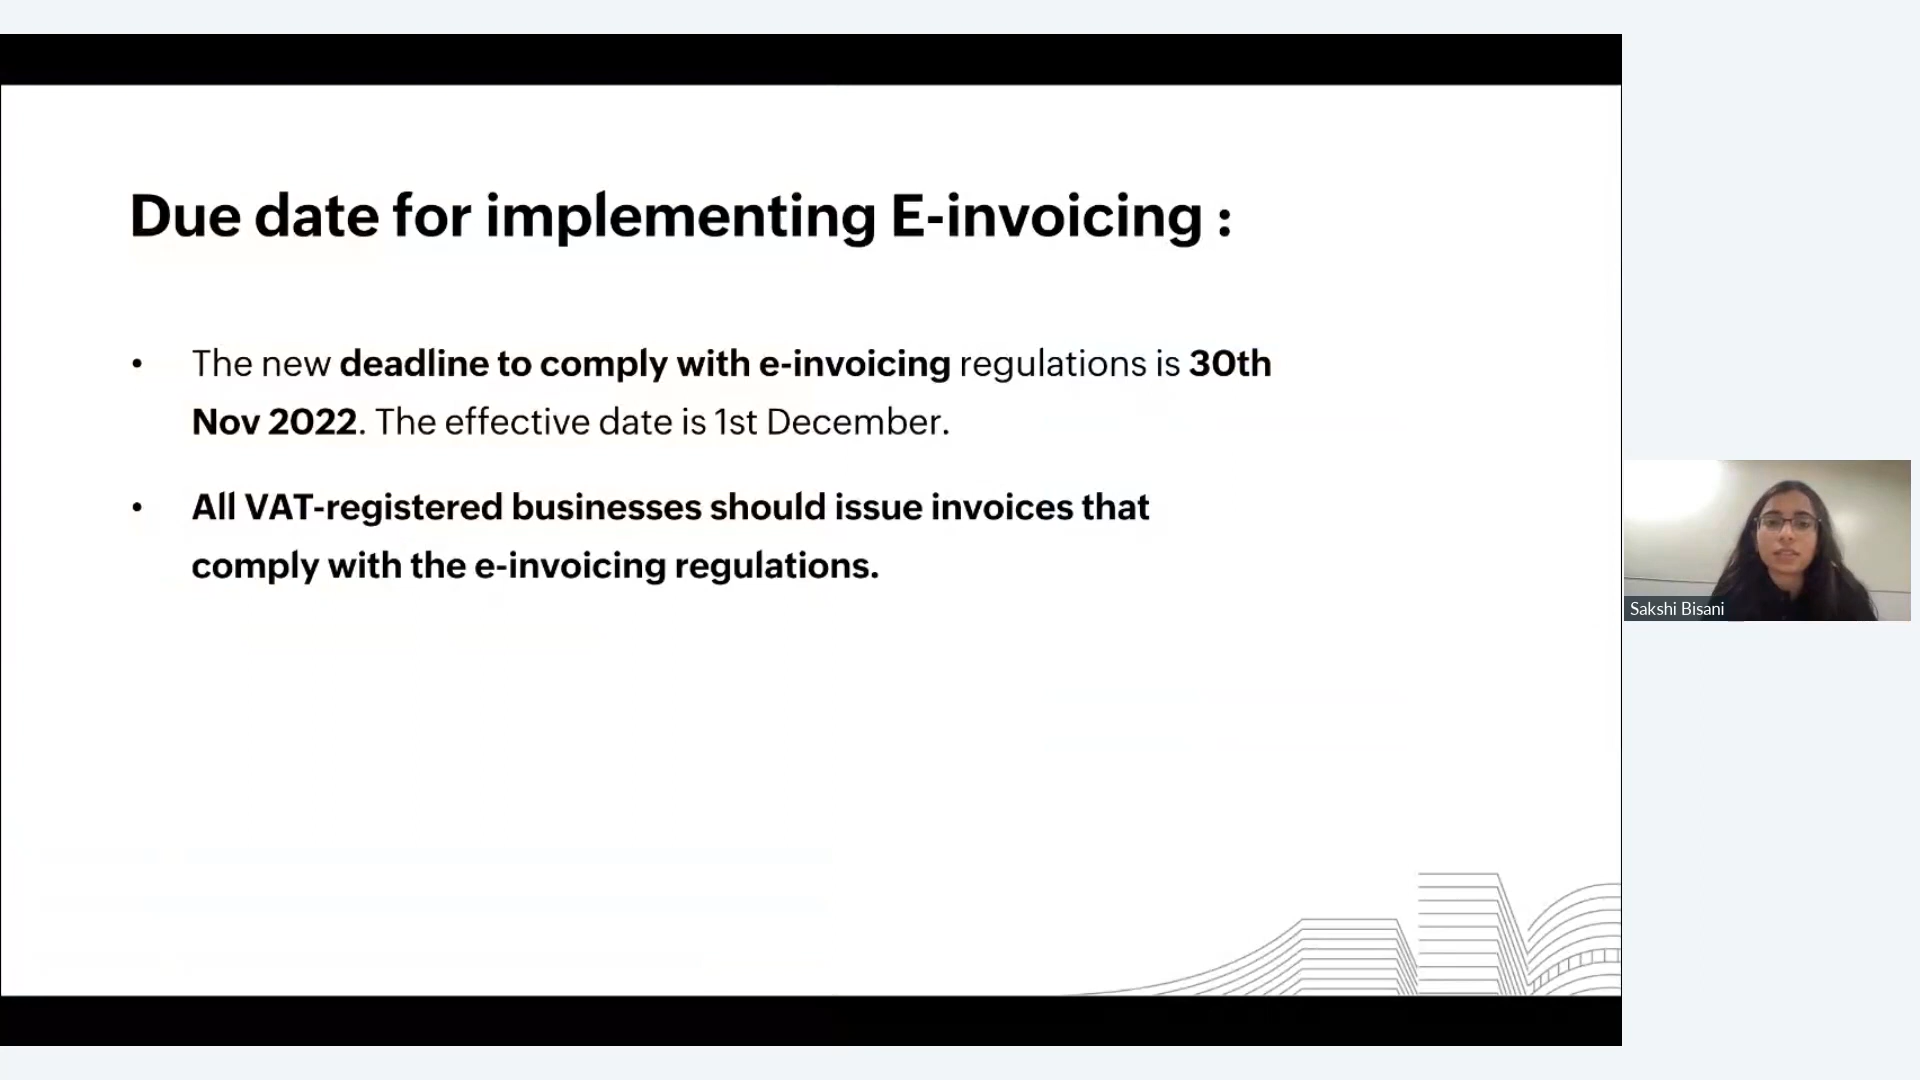 Due date for implementing E-invoicing :
• The new deadline to comply with e-invoicing regulations is 30th
Nov 2022. The effective date is 1st December.
• All VAT-registered businesses should issue invoices that
comply with the e-invoicing regulations.
Sakshi Bisani